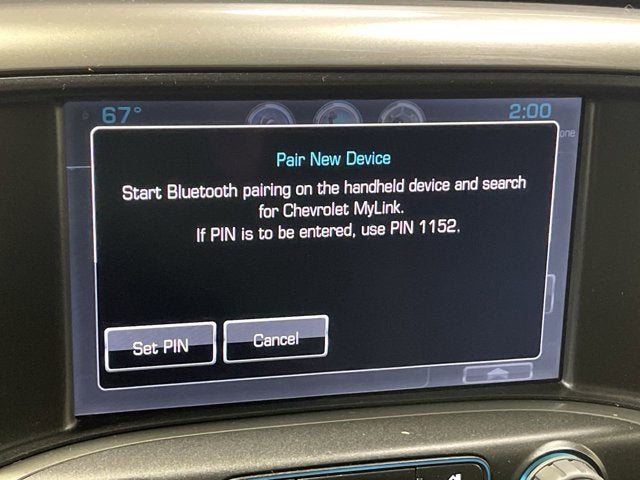 67° 2:00
one
Pair New Device
Start Bluetooth pairing on the handheld device and search
for Chevrolet MyLink.
If PIN is to be entered, use PIN 1152.
Set PIN Cancel